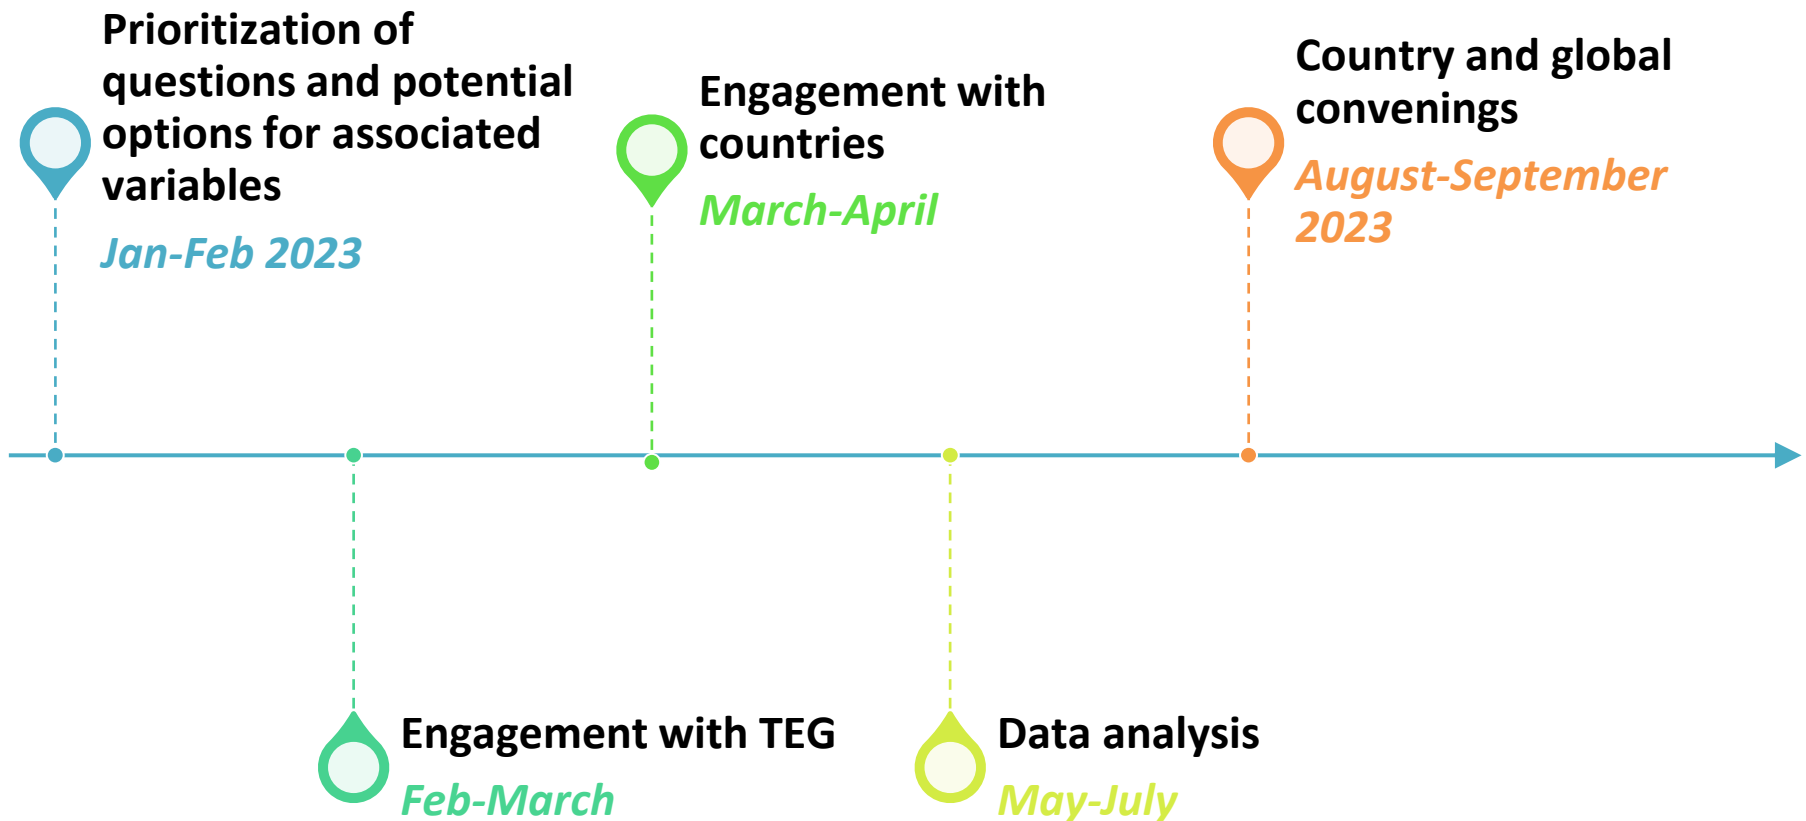 Prioritization of
questions and potential
options for associated
variables
Jan-Feb 2023
Engagement with TEG
Feb-March
Engagement with
countries
March-April
Data analysis
May-July
Country and global
convenings
August-September
2023